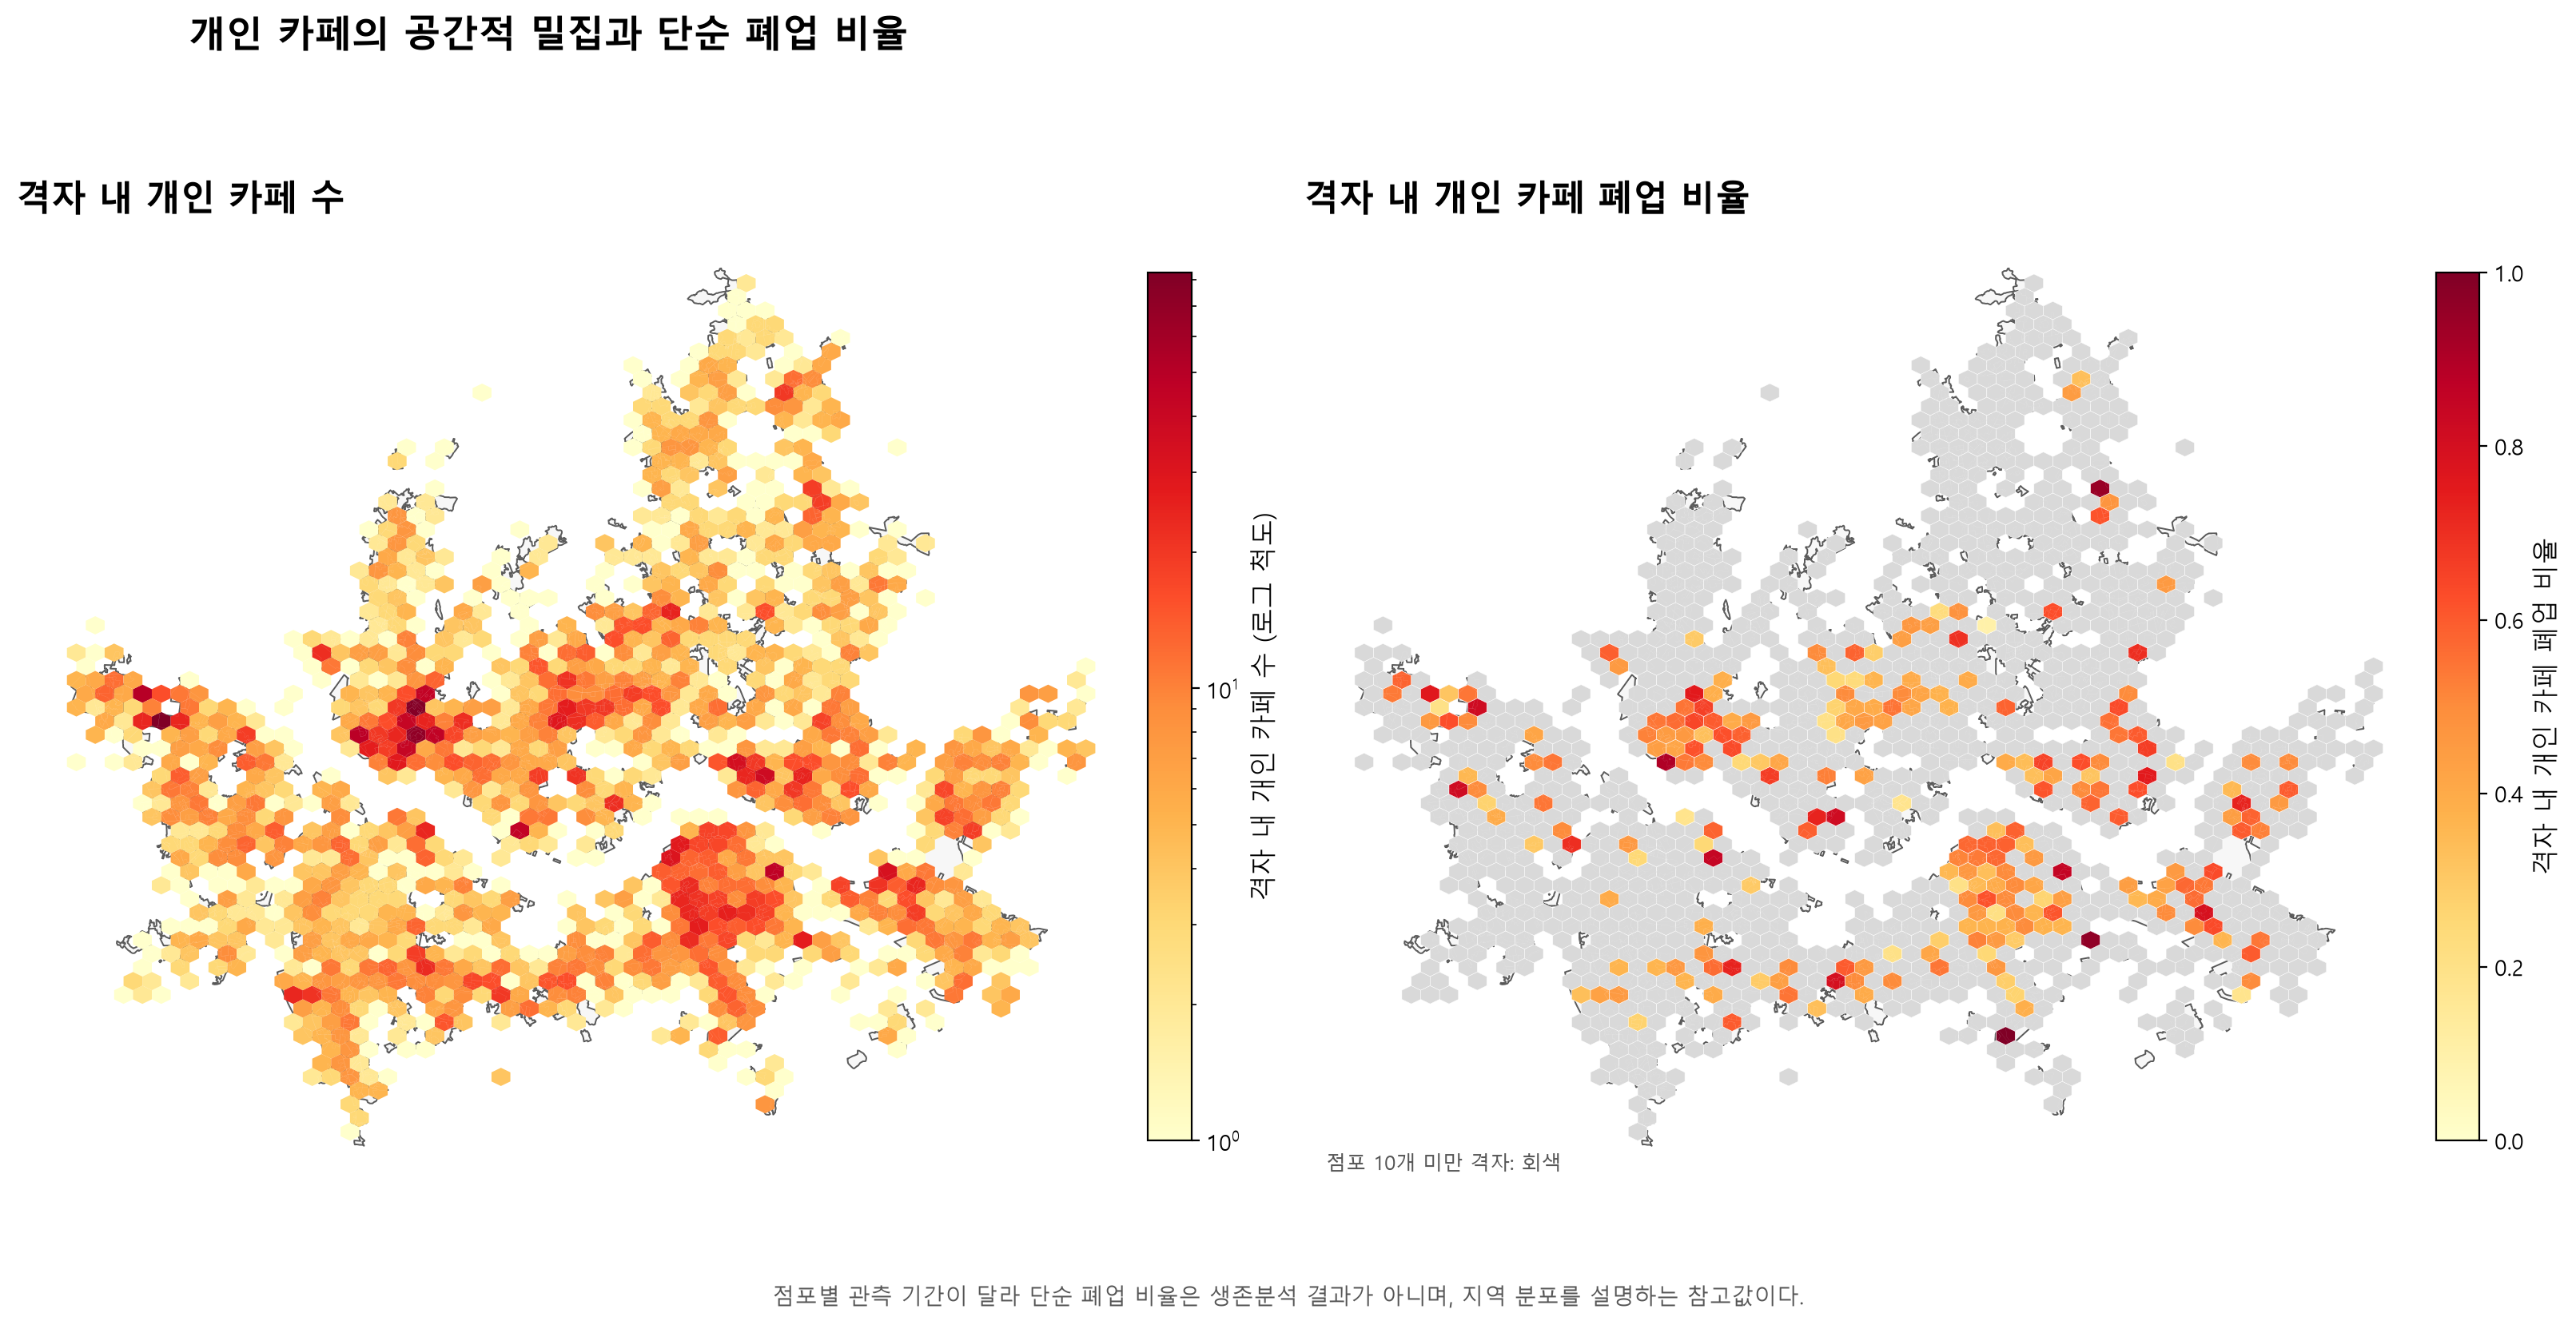 개인 카페의 공간적 밀집과 단순 폐업 비율
격자 내 개인 카페 수
10¹
10⁰
격자 내 개인 카페 수 (로그 척도)
격자 내 개인 카페 폐업 비율
1.0
0.8
0.6
0.4
0.2
0.0
격자 내 개인 카페 폐업 비율
점포 10개 미만 격자: 회색
점포별 관측 기간이 달라 단순 폐업 비율은 생존분석 결과가 아니며, 지역 분포를 설명하는 참고값이다.